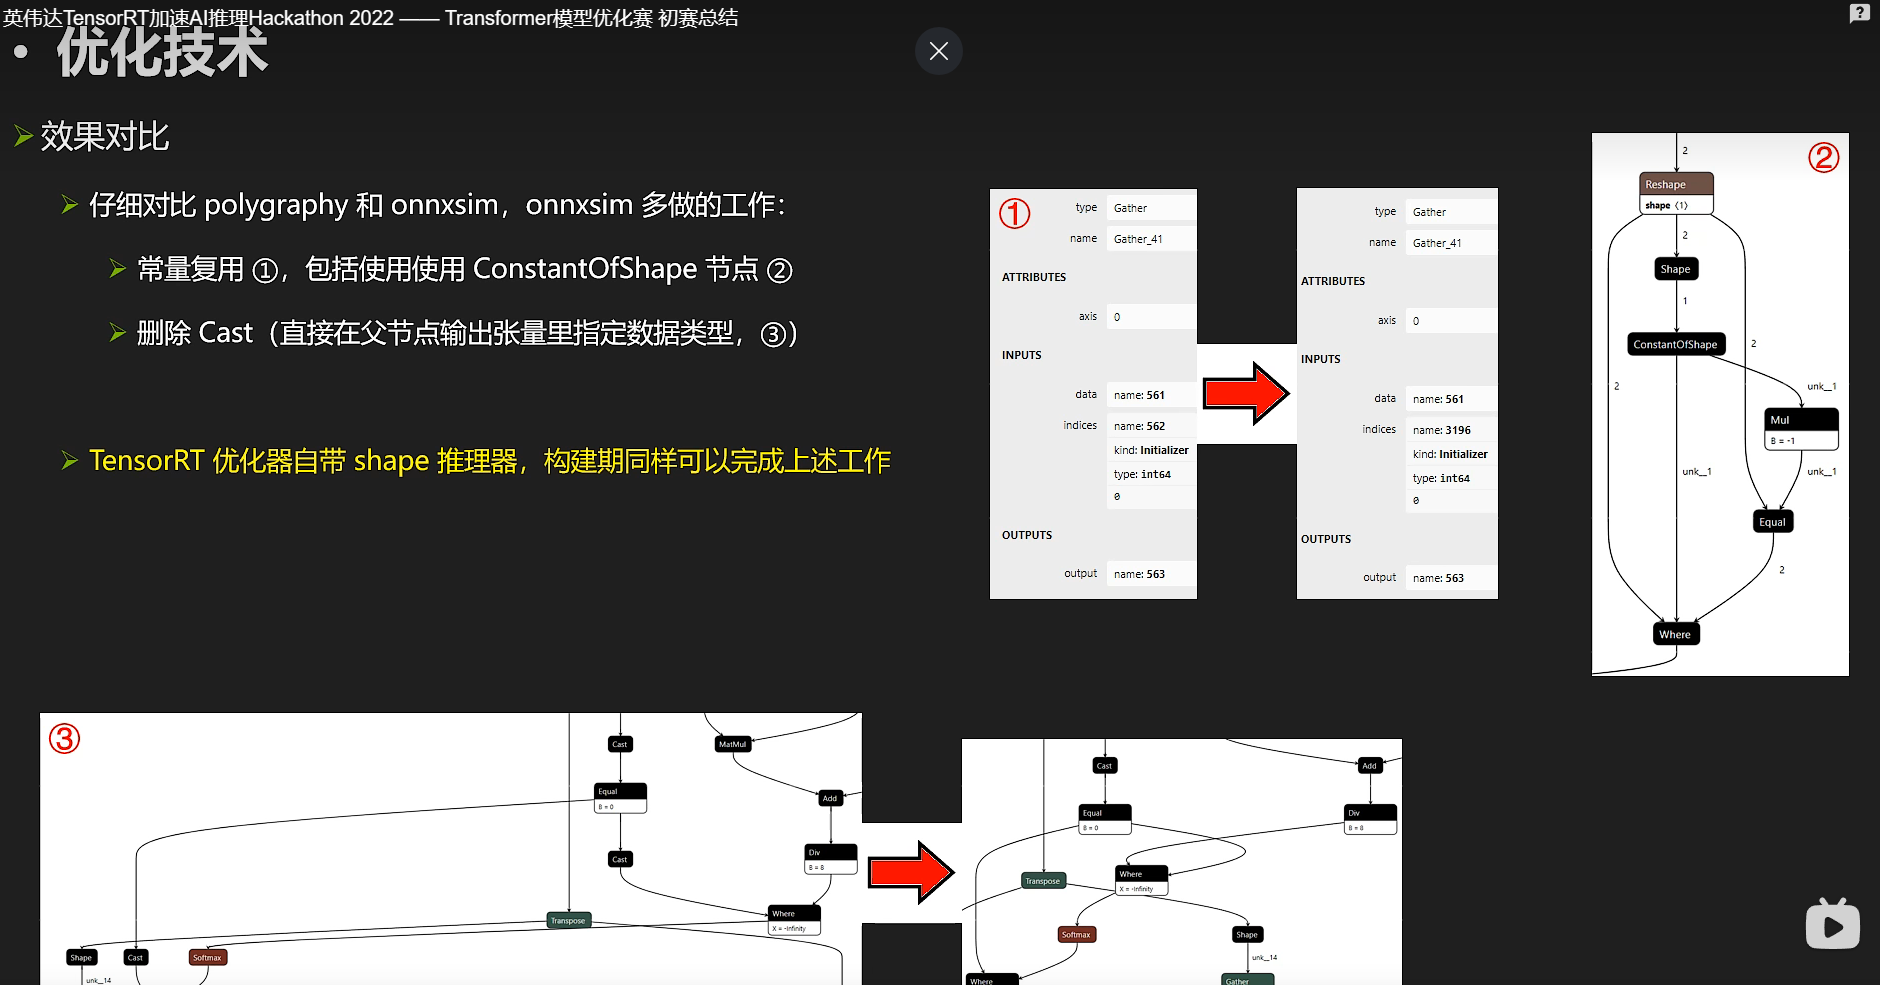 英伟达TensorRT加速AI推理Hackathon 2022 —— Transformer模型优化赛 初赛总结
• 优化技术
效果对比
仔细对比 polygraphy 和 onnxsim，onnxsim 多做的工作：
常量复用 ①，包括使用使用 ConstantOfShape 节点 ②
删除 Cast（直接在父节点输出张量里指定数据类型，③）
TensorRT 优化器自带 shape 推理器，构建期同样可以完成上述工作
①
type Gather
name Gather_41
ATTRIBUTES
axis 0
INPUTS
data name: 561
indices name: 562
kind: Initializer
type: int64
0
OUTPUTS
output name: 563
type Gather
name Gather_41
ATTRIBUTES
axis 0
INPUTS
data name: 561
indices name: 3196
kind: Initializer
type: int64
0
OUTPUTS
output name: 563
②
2
Reshape
shape ⟨1⟩
2
Shape
1
ConstantOfShape
2
2
unk__1
Mul
B = -1
unk__1
unk__1
Equal
2
Where
③
Cast
MatMul
Equal
B = 0
Add
Cast
Div
B = 8
Where
X = -Infinity
Transpose
Shape
Cast
Softmax
unk__14
Cast
Add
Equal
B = 0
Div
B = 8
Where
X = -Infinity
Transpose
Softmax
Shape
unk__14
Where
Gather